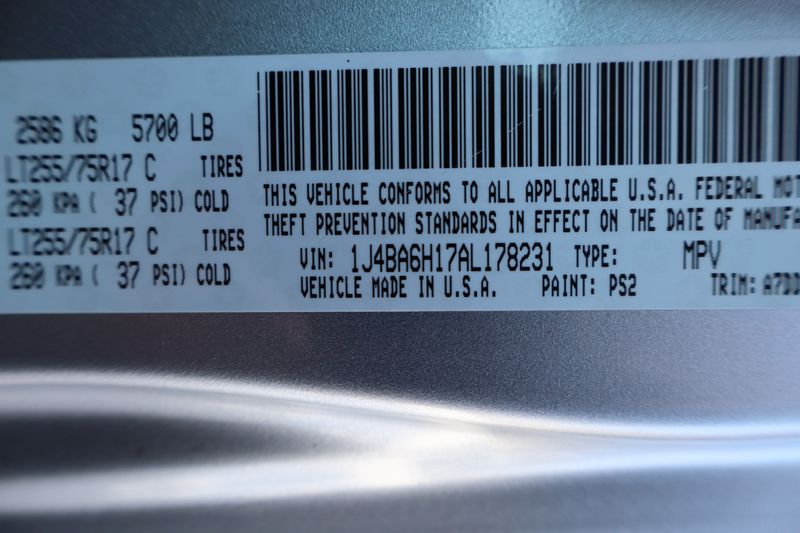 2586 KG 5700 LB
LT255/75R17 C TIRES
260 KPA ( 37 PSI) COLD
LT255/75R17 C TIRES
260 KPA ( 37 PSI) COLD
THIS VEHICLE CONFORMS TO ALL APPLICABLE U.S.A. FEDERAL MOT
THEFT PREVENTION STANDARDS IN EFFECT ON THE DATE OF MANUFA
VIN: 1J4BA6H17AL178231 TYPE: MPV
VEHICLE MADE IN U.S.A. PAINT: PS2 TRIM: A7DD